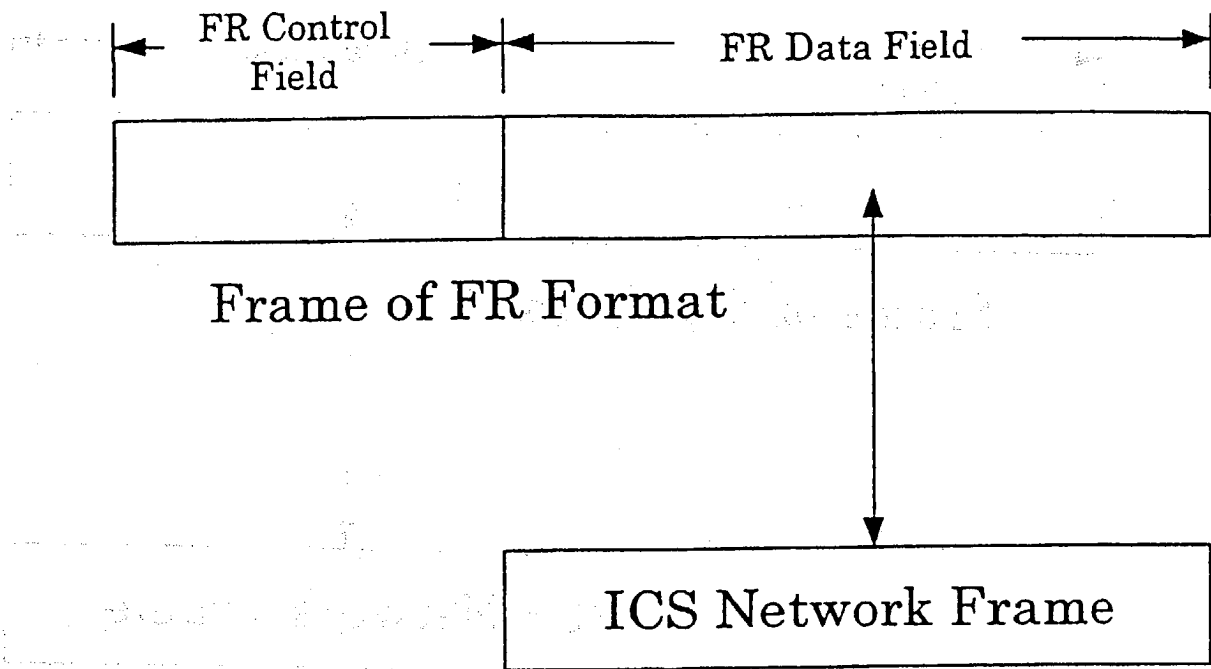 FR Control
Field
FR Data Field
Frame of FR Format
ICS Network Frame